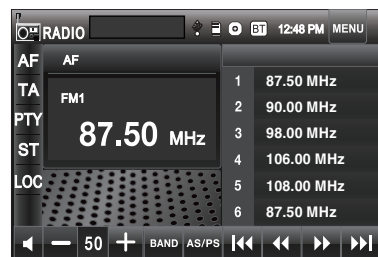 RADIO BT 12:48 PM MENU
AF
TA
PTY
ST
LOC
AF
FM1
87.50 MHz
1 87.50 MHz
2 90.00 MHz
3 98.00 MHz
4 106.00 MHz
5 108.00 MHz
6 87.50 MHz
50 BAND AS/PS